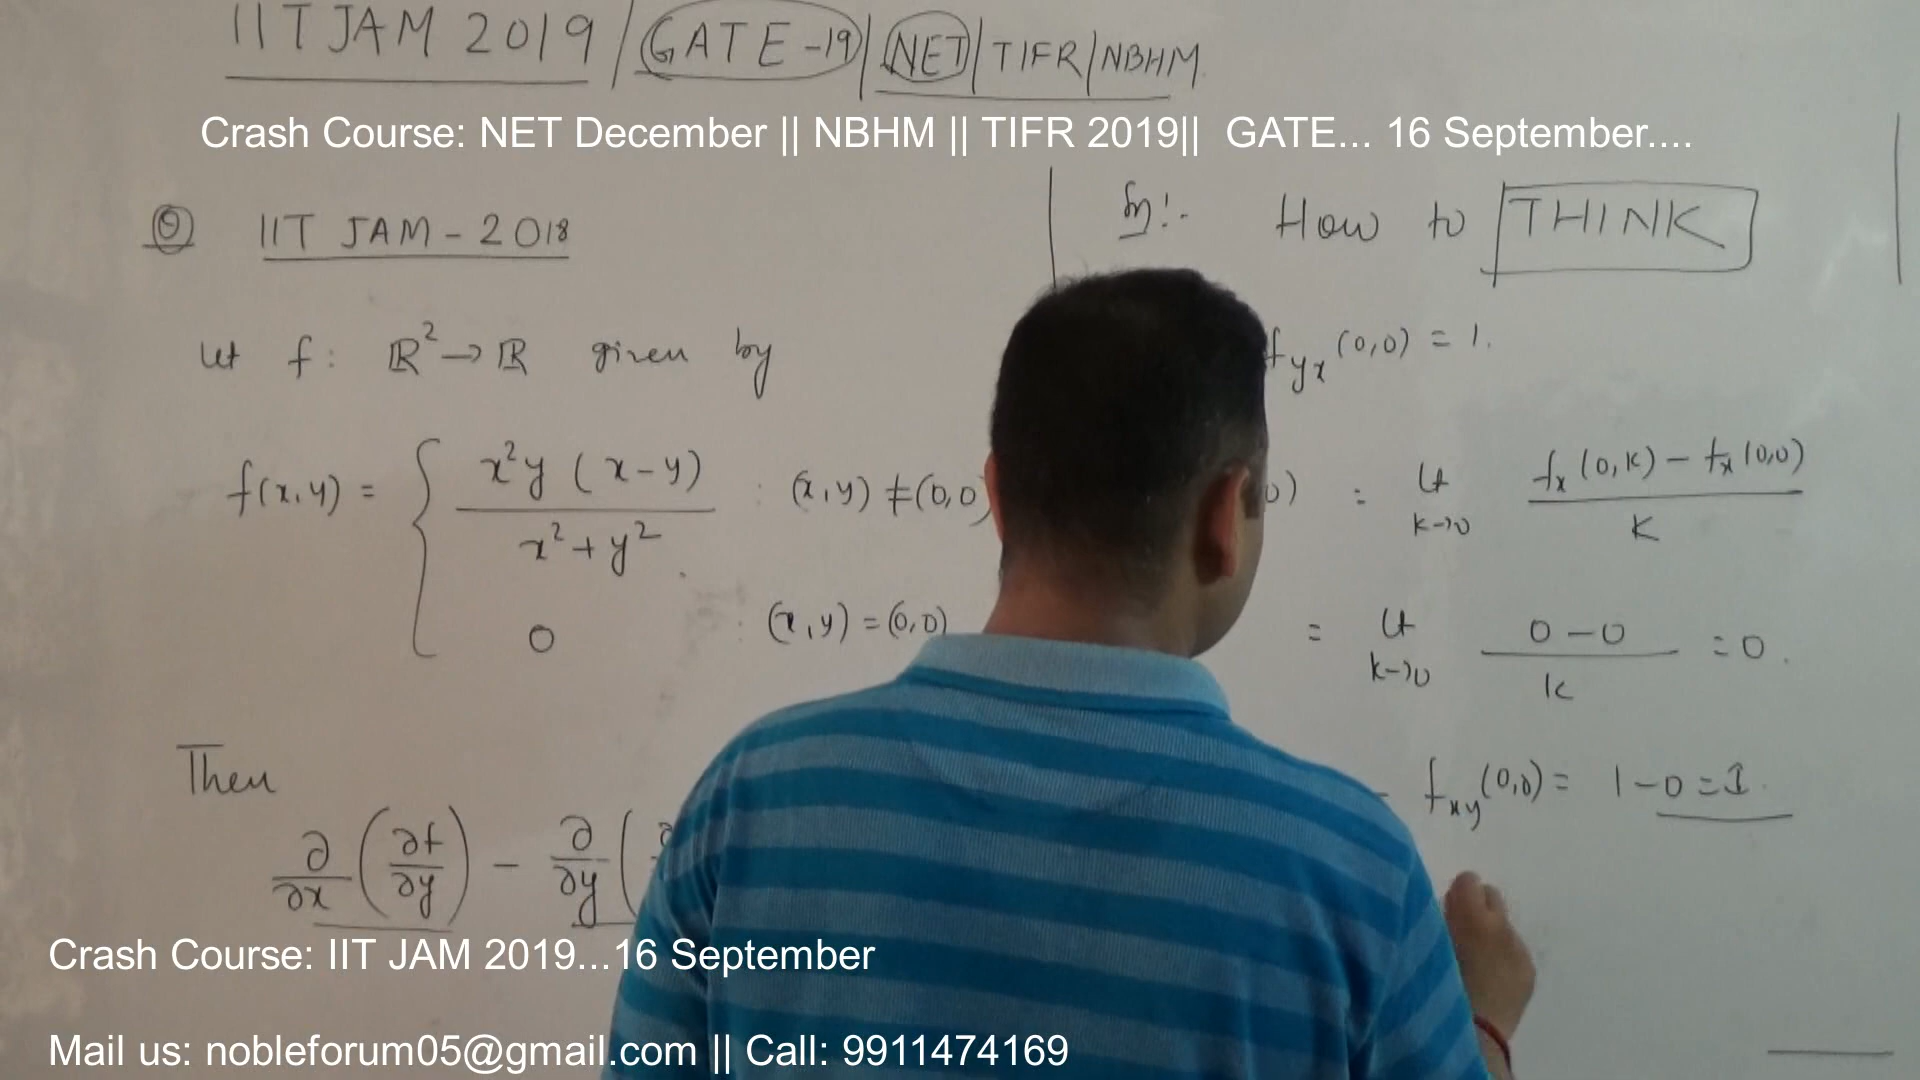 IIT JAM 2019 / GATE-19 / NET / TIFR / NBHM
Crash Course: NET December || NBHM || TIFR 2019|| GATE... 16 September....
Q IIT JAM - 2018
Let f: ℝ² → ℝ given by
f(x,y) = { x²y (x-y) / x²+y² : (x,y) ≠ (0,0)
0 : (x,y) = (0,0)
Then
∂/∂x (∂f/∂y) - ∂/∂y (
How to THINK
f_yx (0,0) = 1.
0) = Lt k→0 f_x (0,k) - f_x (0,0) / k
= Lt k→0 0-0 / k = 0.
- f_xy (0,0) = 1-0 = 1.
Crash Course: IIT JAM 2019...16 September
Mail us: nobleforum05@gmail.com || Call: 9911474169